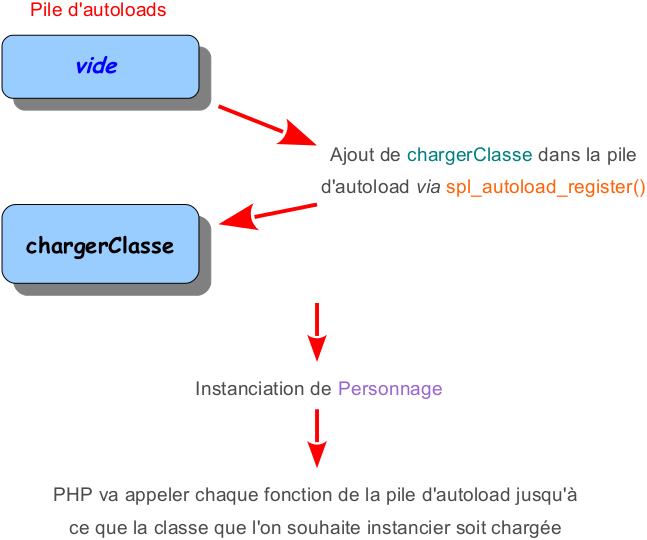 Pile d'autoloads
vide
Ajout de chargerClasse dans la pile
d'autoload via spl_autoload_register()
chargerClasse
Instanciation de Personnage
PHP va appeler chaque fonction de la pile d'autoload jusqu'à
ce que la classe que l'on souhaite instancier soit chargée